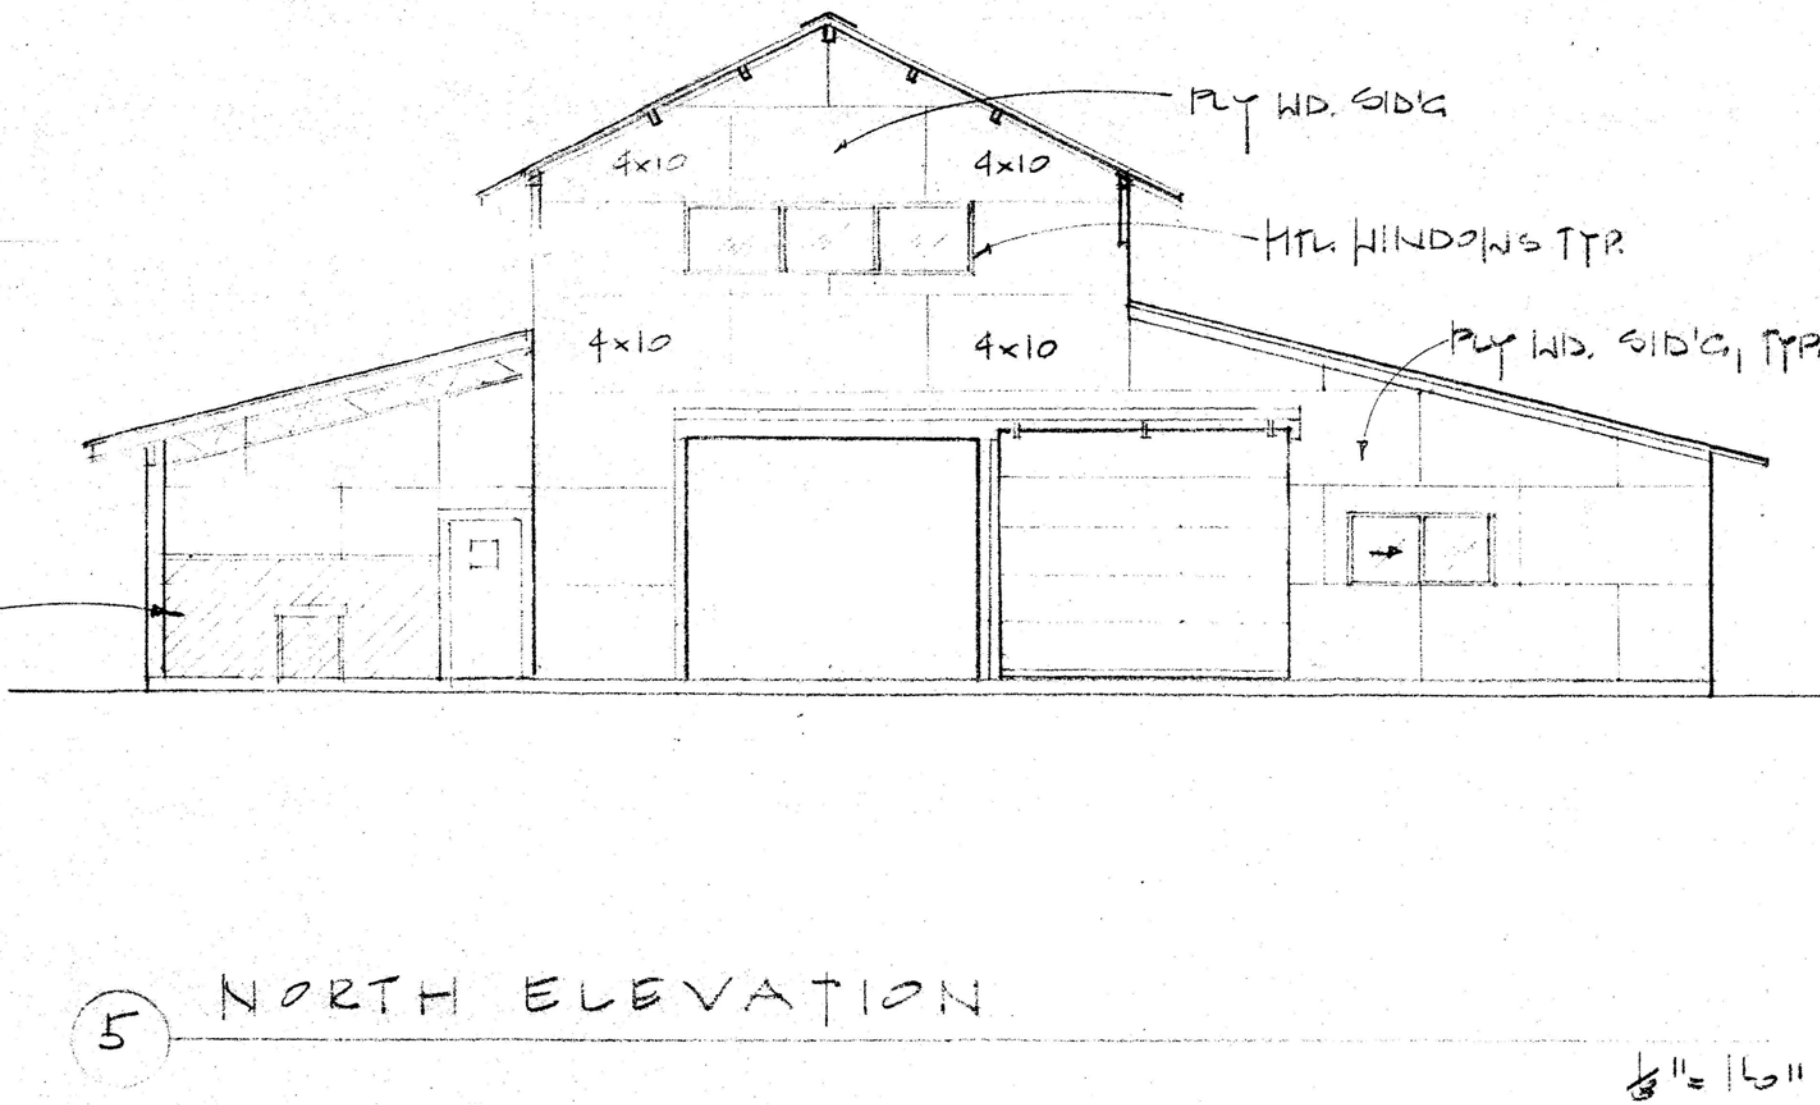 PLY WD. SID'G
4x10 4x10
MTL. WINDOWS TYP.
4x10 4x10
PLY WD. SID'G, TYP.
5 NORTH ELEVATION
1/8" = 1'-0"